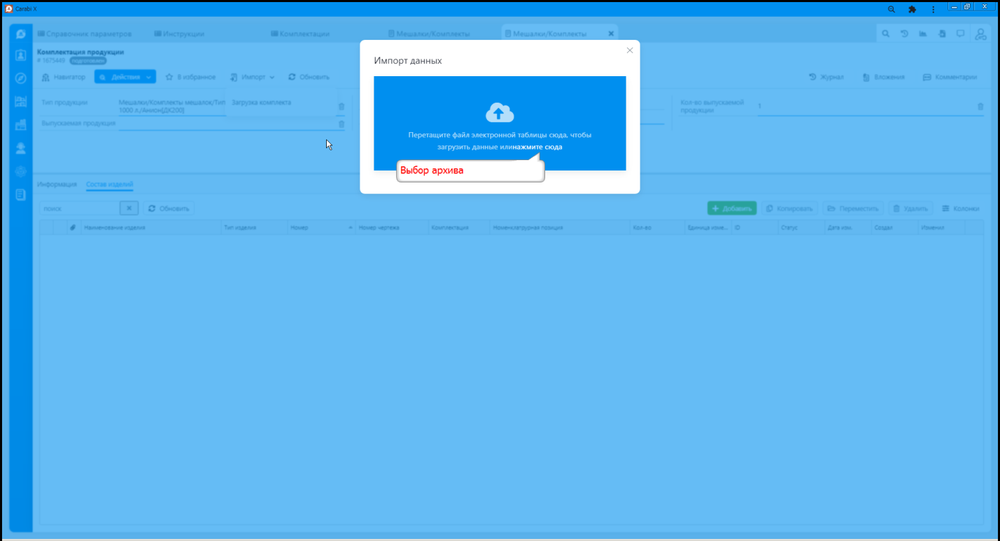 Carabi X
Справочник параметров
Инструкции
Комплектации
Мешалки/Комплекты
Мешалки/Комплекты
Комплектация продукции
# 1675449 подготовлен
Навигатор
Действия
В избранное
Импорт
Обновить
Журнал
Вложения
Комментарии
Тип продукции
Мешалки/Комплекты мешалок/Тип
1000 л./Анион[ДК200]
Загрузка комплекта
Кол-во выпускаемой
продукции
1
Выпускаемая продукция
Импорт данных
Перетащите файл электронной таблицы сюда, чтобы
загрузить данные илинажмите сюда
Выбор архива
Информация
Состав изделий
поиск
Обновить
Добавить
Копировать
Переместить
Удалить
Колонки
Наименование изделия
Тип изделия
Номер
Номер чертежа
Комплектация
Номенклатурная позиция
Кол-во
Единица изме...
ID
Статус
Дата изм.
Создал
Изменил